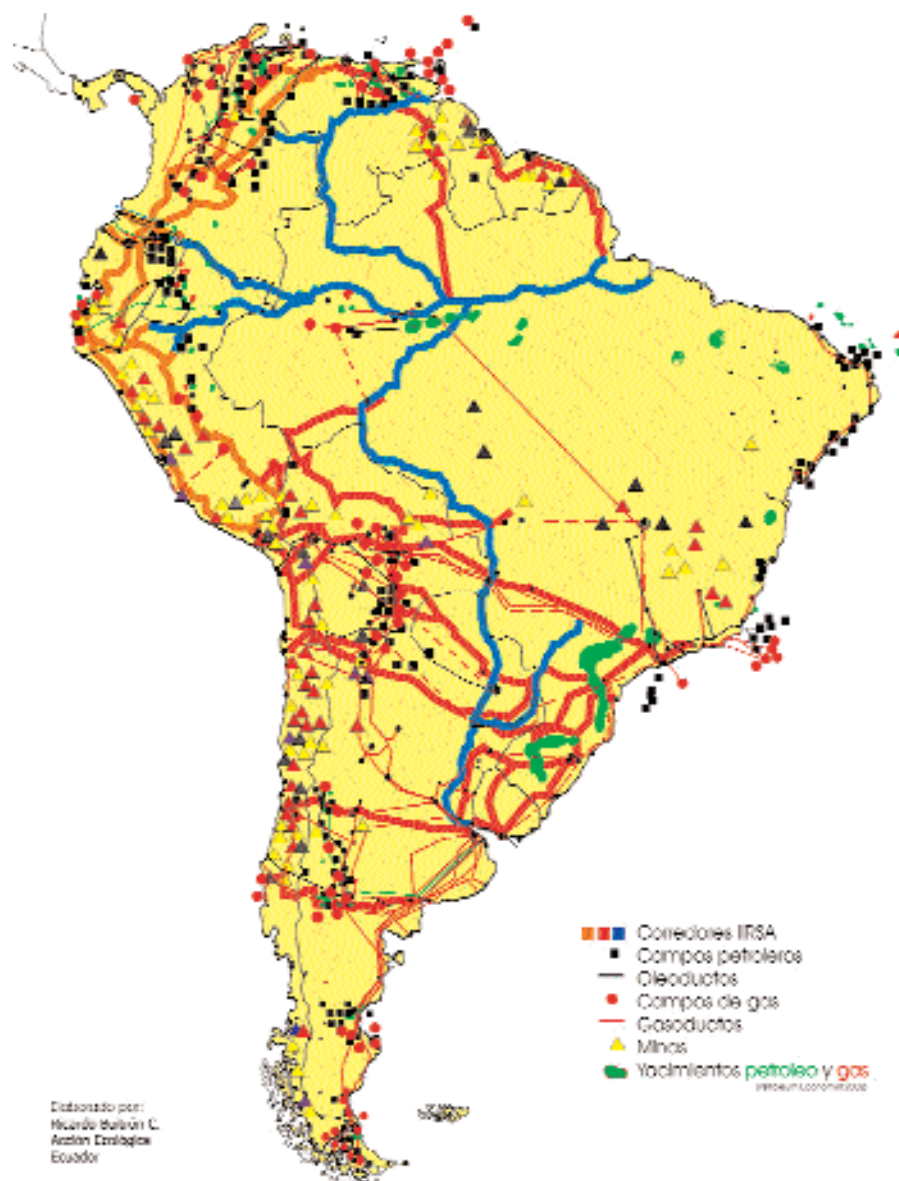 Corredores IIRSA
Campos petroleros
Oleoductos
Campos de gas
Gasoductos
Minas
Yacimientos petroleo y gas
Elaborado por:
Ricardo C.
Acción Ecológica
Ecuador